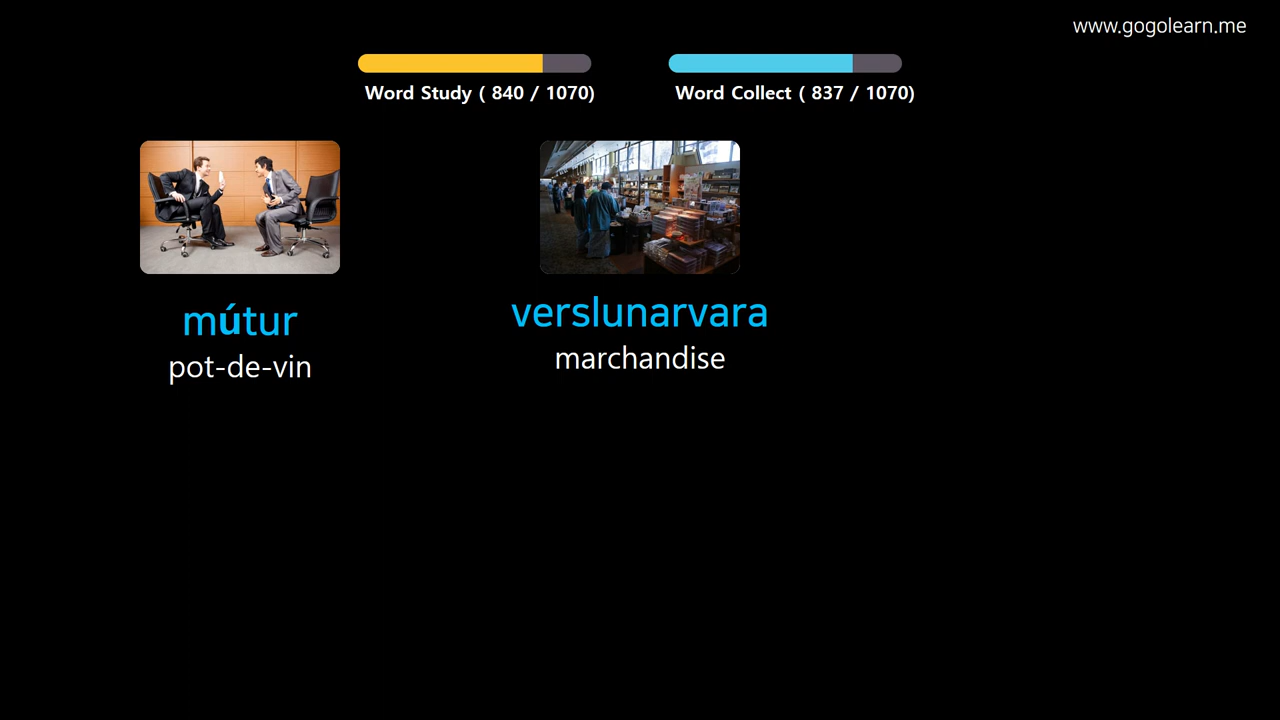 www.gogolearn.me
Word Study ( 840 / 1070)
Word Collect ( 837 / 1070)
mútur
pot-de-vin
verslunarvara
marchandise